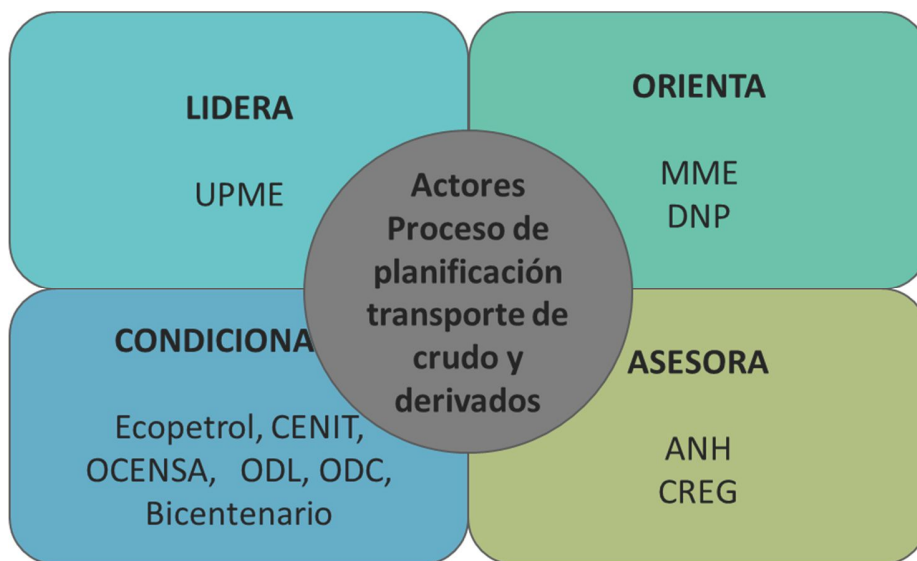 LIDERA
UPME
ORIENTA
MME
DNP
Actores
Proceso de
planificación
transporte de
crudo y
derivados
CONDICIONA
Ecopetrol, CENIT,
OCENSA, ODL, ODC,
Bicentenario
ASESORA
ANH
CREG